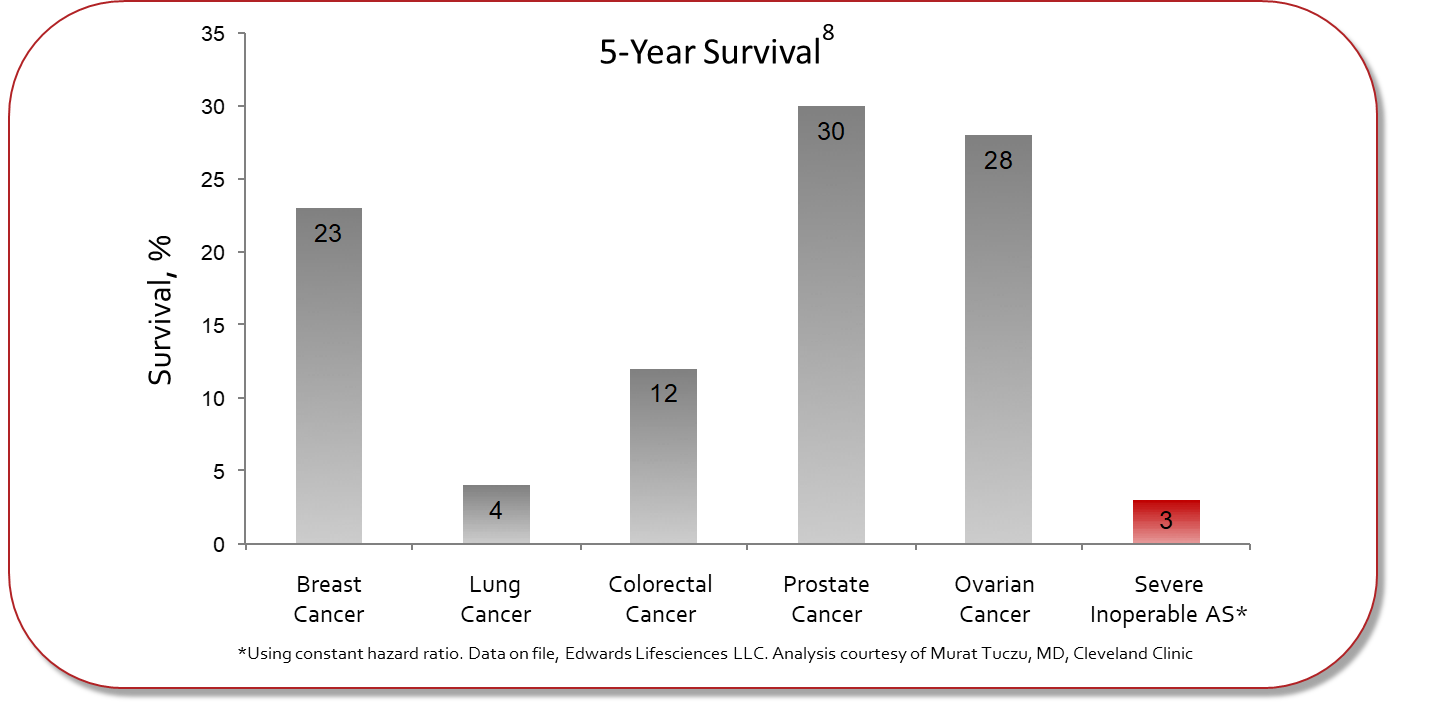 5-Year Survival8
Survival, %
35
30
25
20
15
10
5
0
23
4
12
30
28
3
Breast
Cancer
Lung
Cancer
Colorectal
Cancer
Prostate
Cancer
Ovarian
Cancer
Severe
Inoperable AS*
*Using constant hazard ratio. Data on file, Edwards Lifesciences LLC. Analysis courtesy of Murat Tuczu, MD, Cleveland Clinic